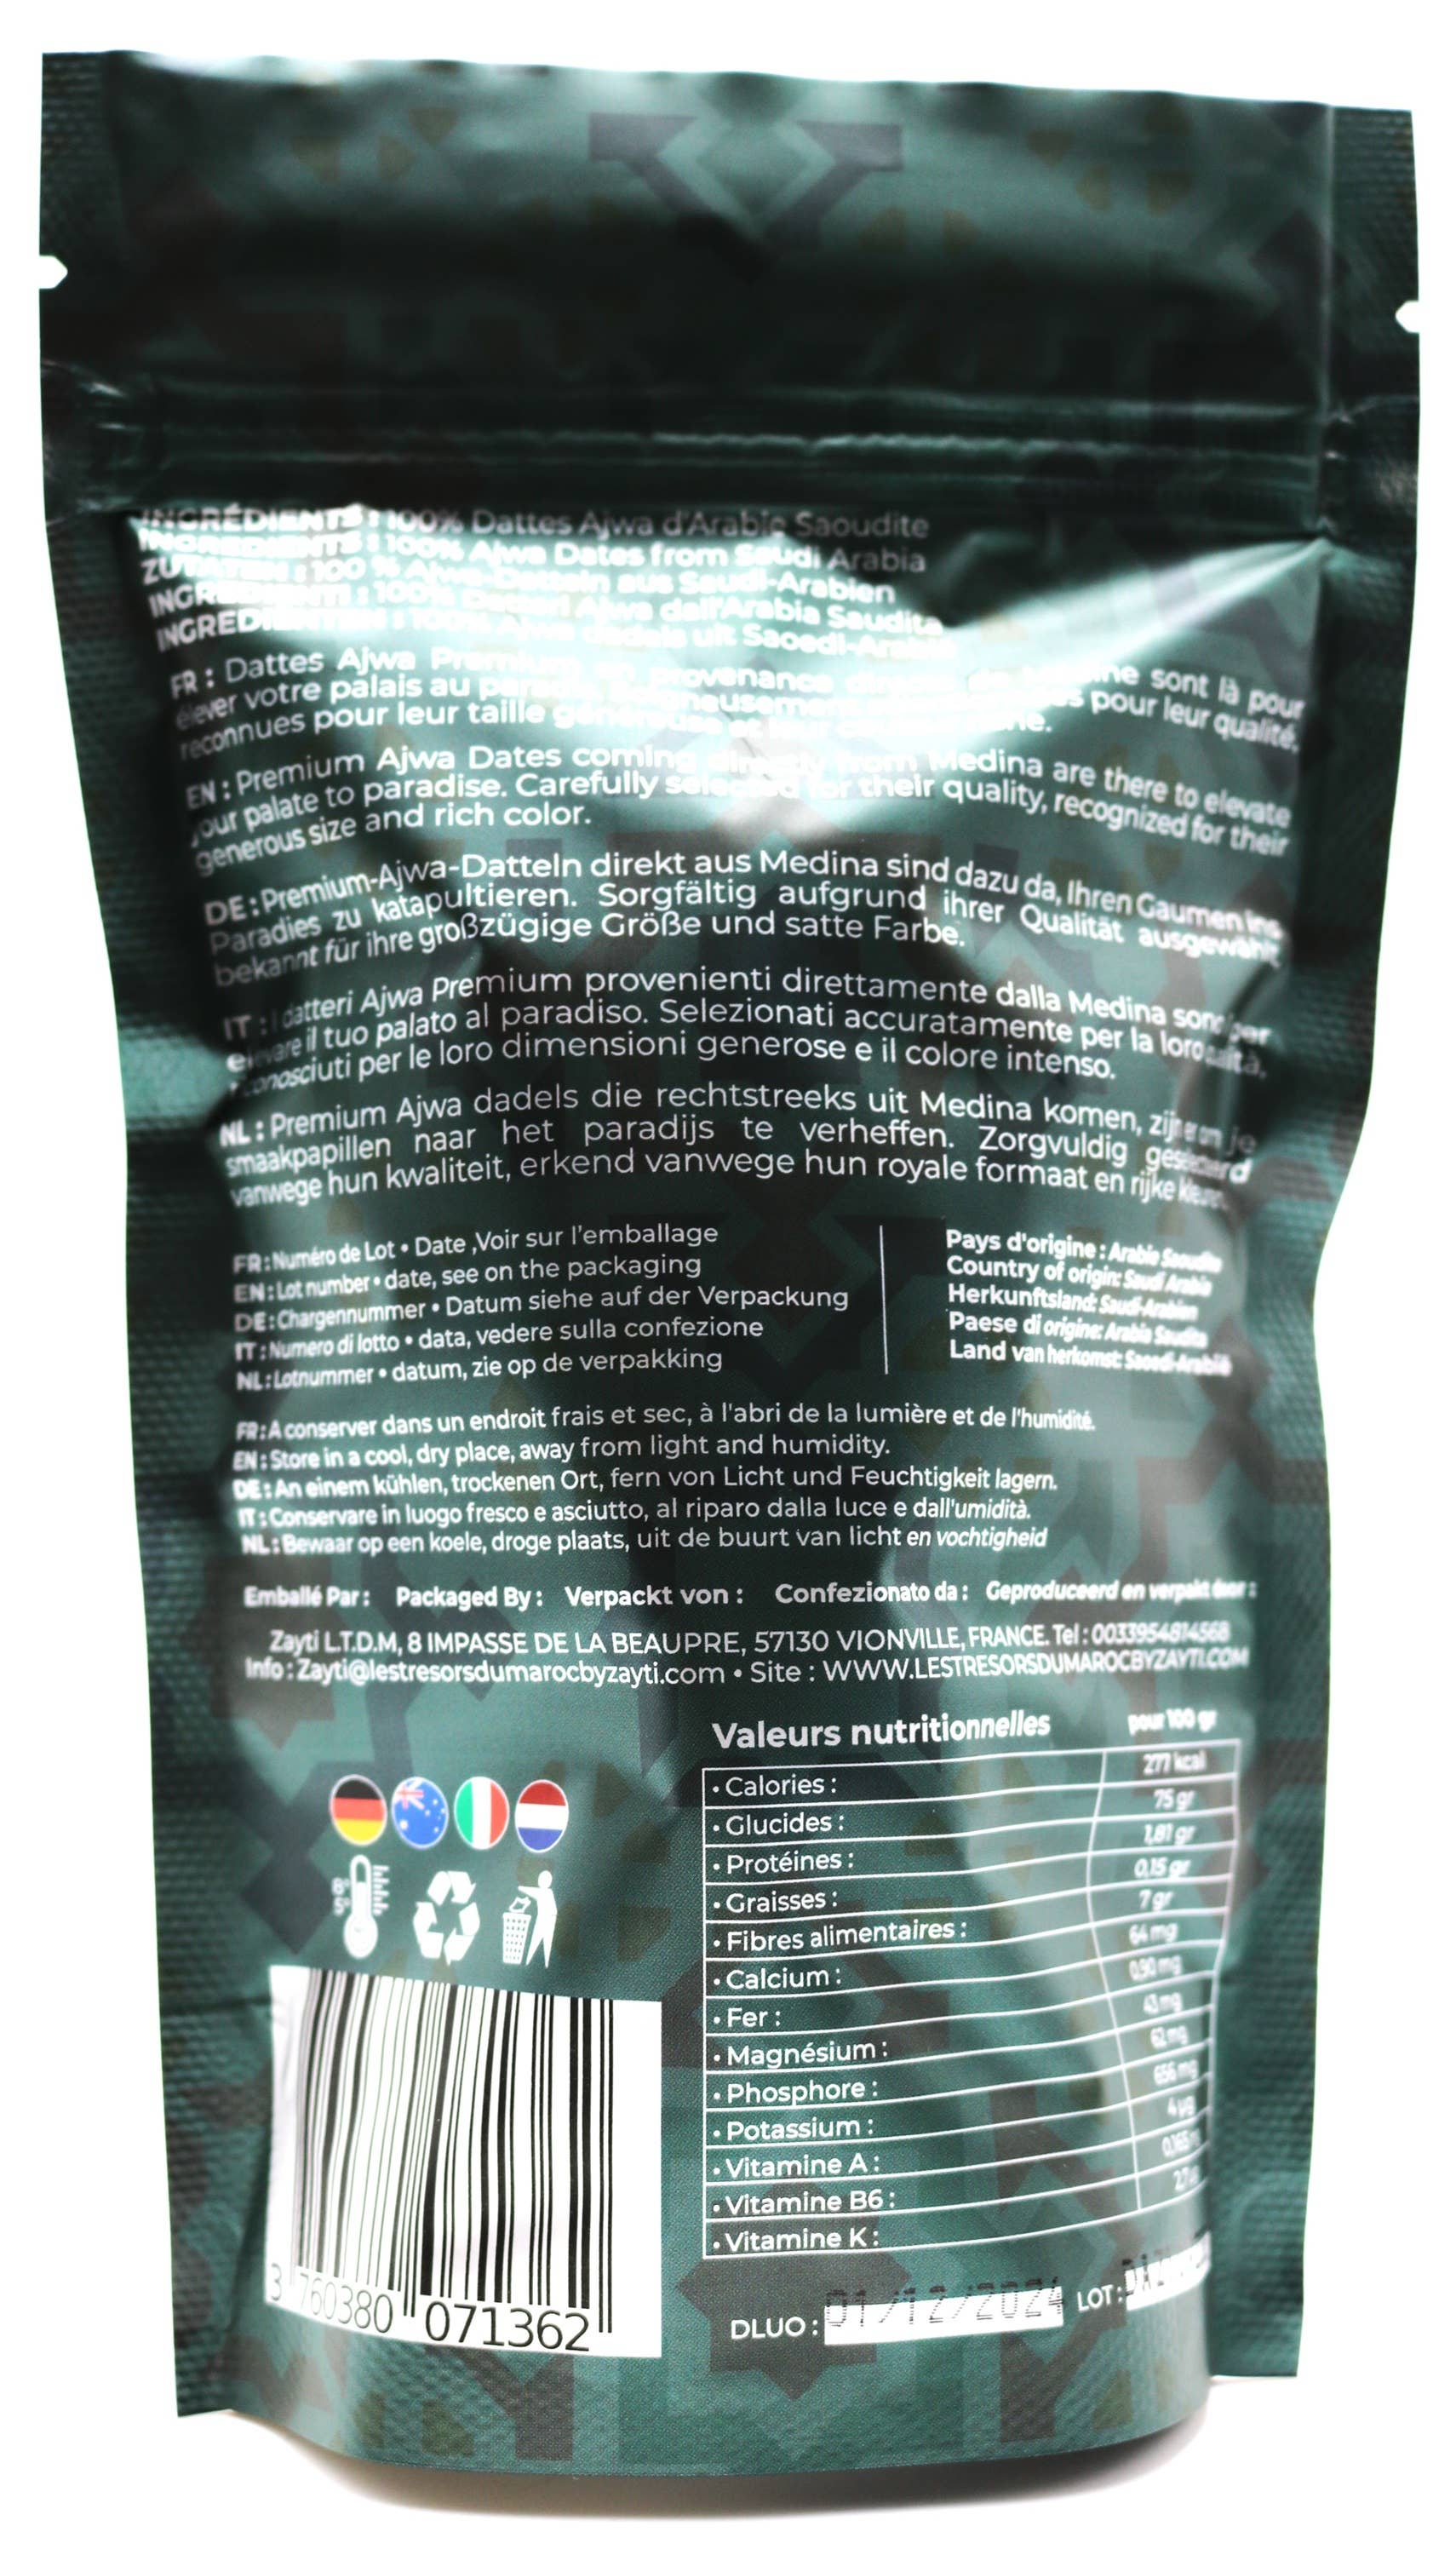 INGRÉDIENTS : 100% Dattes Ajwa d'Arabie Saoudite
INGREDIENTS : 100% Ajwa Dates from Saudi Arabia
ZUTATEN : 100 % Ajwa-Datteln aus Saudi-Arabien
INGREDIENTI : 100% Datteri Ajwa dall'Arabia Saudita
INGREDIENTEN : 100% Ajwa dadels uit Saoedi-Arabië
FR : Dattes Ajwa Premium en provenance directe de Médine sont là pour
élever votre palais au paradis. pour leur qualité,
reconnues pour leur taille généreuse et leur
EN : Premium Ajwa Dates coming directly from Medina are there to elevate
your palate to paradise. Carefully selected for their quality, recognized for their
generous size and rich color.
DE : Premium-Ajwa-Datteln direkt aus Medina sind dazu da, Ihren Gaumen ins
Paradies zu katapultieren. Sorgfältig aufgrund ihrer Qualität ausgewählt
bekannt für ihre großzügige Größe und satte Farbe.
IT : I datteri Ajwa Premium provenienti direttamente dalla Medina sono per
elevare il tuo palato al paradiso. Selezionati accuratamente per la loro
riconosciuti per le loro dimensioni generose e il colore intenso.
NL : Premium Ajwa dadels die rechtstreeks uit Medina komen, zijn er om je
smaakpapillen naar het paradijs te verheffen. Zorgvuldig
vanwege hun kwaliteit, erkend vanwege hun royale formaat en rijke kleur.
FR : Numéro de Lot • Date ,Voir sur l'emballage
EN : Lot number • date, see on the packaging
DE : Chargennummer • Datum siehe auf der Verpackung
IT : Numero di lotto • data, vedere sulla confezione
NL : Lotnummer • datum, zie op de verpakking
Pays d'origine : Arabie Saoudite
Country of origin: Saudi Arabia
Herkunftsland: Saudi-Arabien
Paese di origine: Arabia Saudita
Land van herkomst: Saoedi-Arabië
FR : A conserver dans un endroit frais et sec, à l'abri de la lumière et de l'humidité.
EN : Store in a cool, dry place, away from light and humidity.
DE : An einem kühlen, trockenen Ort, fern von Licht und Feuchtigkeit lagern.
IT : Conservare in luogo fresco e asciutto, al riparo dalla luce e dall'umidità.
NL : Bewaar op een koele, droge plaats, uit de buurt van licht en vochtigheid
Emballé Par : Packaged By : Verpackt von : Confezionato da : Geproduceerd en verpakt door :
Zayti L.T.D.M, 8 IMPASSE DE LA BEAUPRE, 57130 VIONVILLE, FRANCE. Tel : 0033954814568
Info : Zayti@lestresorsdumarocbyzayti.com • Site : WWW.LESTRESORSDUMAROCBYZAYTI.COM
Valeurs nutritionnelles pour 100 gr
• Calories : 277 kcal
• Glucides : 75 gr
• Protéines : 1,81 gr
• Graisses : 0,15 gr
• Fibres alimentaires : 7 gr
• Calcium : 64 mg
• Fer : 0,90 mg
• Magnésium : 43 mg
• Phosphore : 62 mg
• Potassium : 656 mg
• Vitamine A : 4 µg
• Vitamine B6 : 0,165
• Vitamine K : 2,7
8°
5°
3 760380 071362
DLUO : 01/12/2024 LOT :